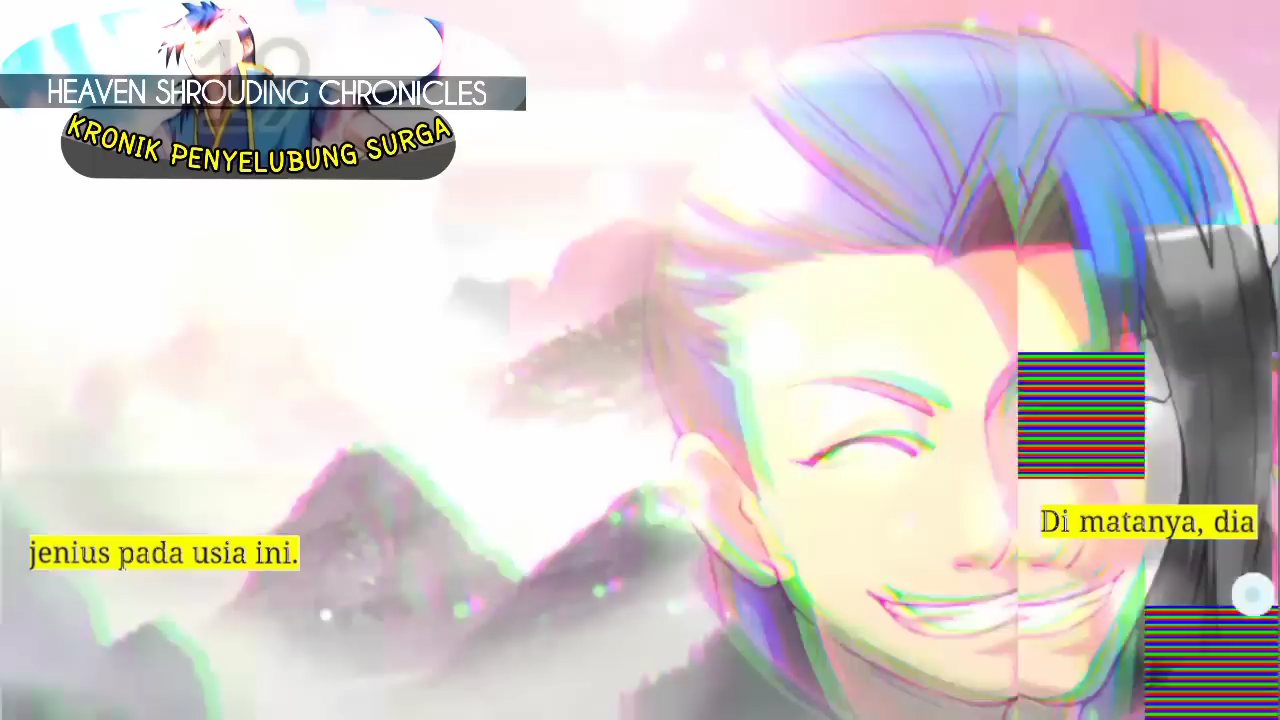 HEAVEN SHROUDING CHRONICLES
KRONIK PENYELUBUNG SURGA
Di matanya, dia
jenius pada usia ini.